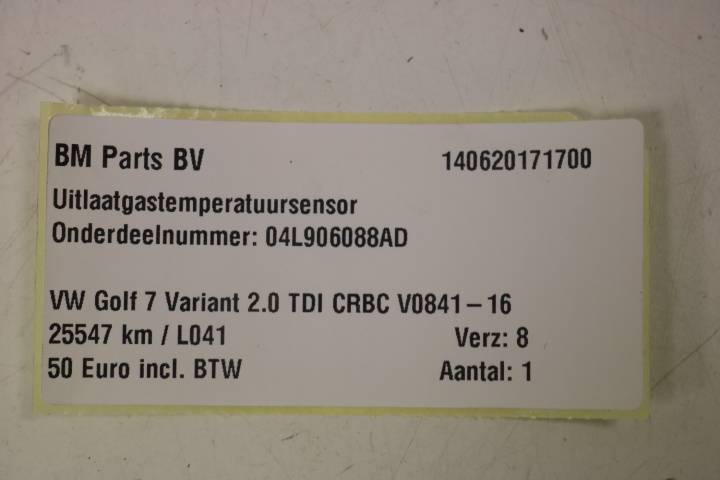 BM Parts BV 140620171700
Uitlaatgastemperatuursensor
Onderdeelnummer: 04L906088AD
VW Golf 7 Variant 2.0 TDI CRBC V0841-16
25547 km / L041 Verz: 8
50 Euro incl. BTW Aantal: 1